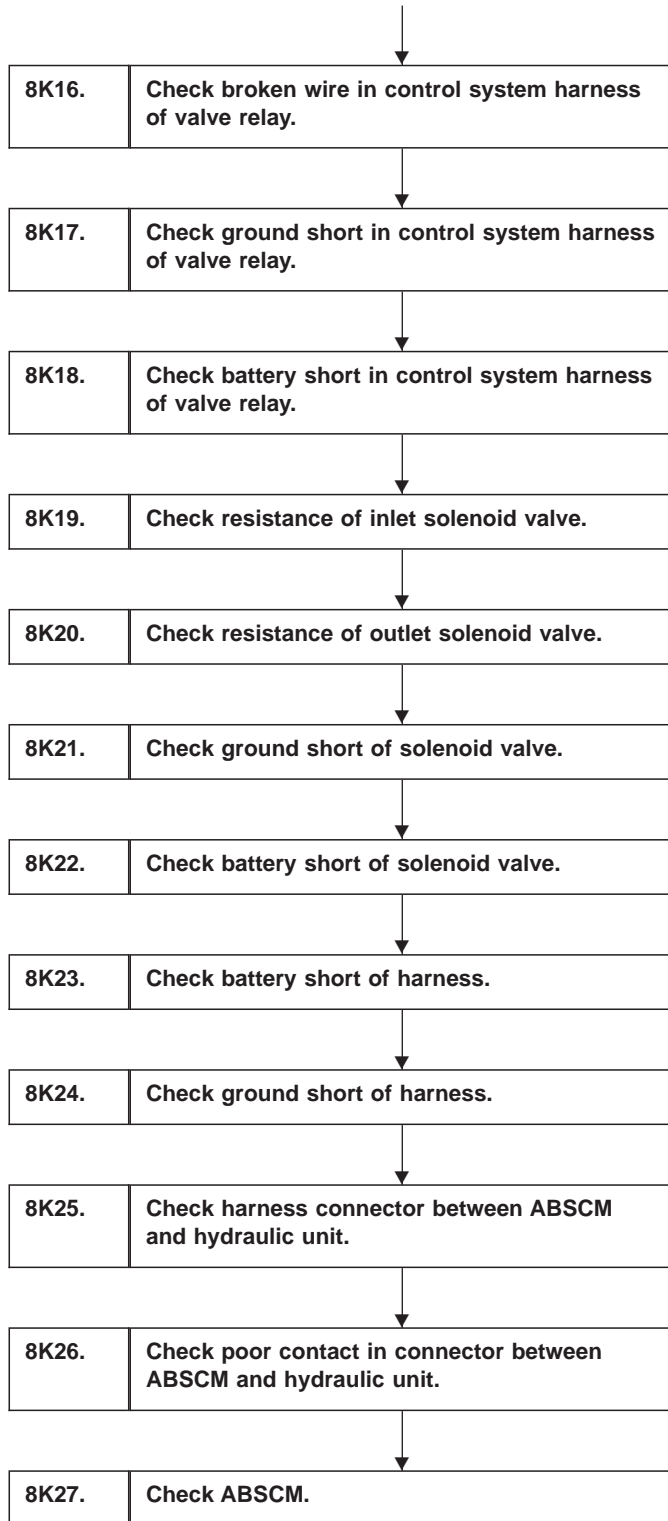 8K16. Check broken wire in control system harness
of valve relay.
8K17. Check ground short in control system harness
of valve relay.
8K18. Check battery short in control system harness
of valve relay.
8K19. Check resistance of inlet solenoid valve.
8K20. Check resistance of outlet solenoid valve.
8K21. Check ground short of solenoid valve.
8K22. Check battery short of solenoid valve.
8K23. Check battery short of harness.
8K24. Check ground short of harness.
8K25. Check harness connector between ABSCM
and hydraulic unit.
8K26. Check poor contact in connector between
ABSCM and hydraulic unit.
8K27. Check ABSCM.